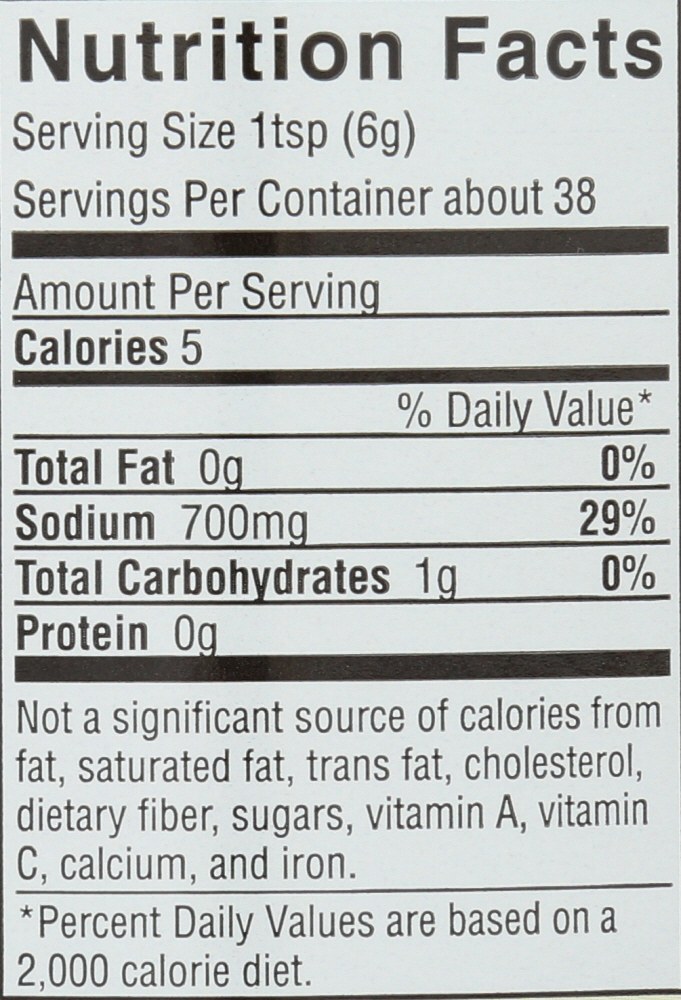 Nutrition Facts
Serving Size 1tsp (6g)
Servings Per Container about 38
Amount Per Serving
Calories 5
% Daily Value*
Total Fat 0g 0%
Sodium 700mg 29%
Total Carbohydrates 1g 0%
Protein 0g
Not a significant source of calories from
fat, saturated fat, trans fat, cholesterol,
dietary fiber, sugars, vitamin A, vitamin
C, calcium, and iron.
*Percent Daily Values are based on a
2,000 calorie diet.